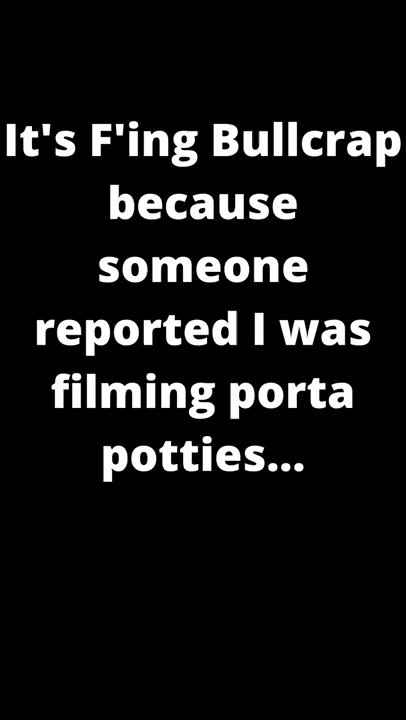 It's F'ing Bullcrap
because
someone
reported I was
filming porta
potties...